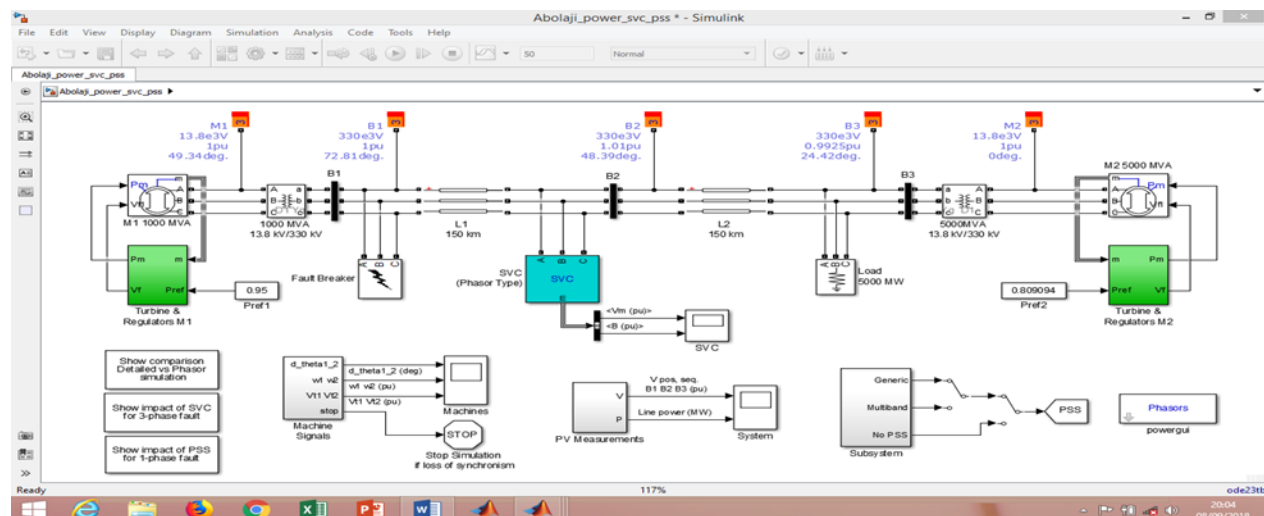 Abolaji_power_svc_pss * - Simulink
File Edit View Display Diagram Simulation Analysis Code Tools Help
50
Normal
Abolaji_power_svc_pss
Abolaji_power_svc_pss
M1
13.8e3V
1pu
49.34deg.
B1
330e3V
1pu
72.81deg.
B2
330e3V
1.01pu
48.39deg.
B3
330e3V
0.9925pu
24.42deg.
M2
13.8e3V
1pu
0deg.
Pm
Vf
m
A
B
C
M1 1000 MVA
A
B
C
a
b
c
1000 MVA
13.8 kV/330 kV
B1
L1
150 km
B2
L2
150 km
B3
a
b
c
A
B
C
5000MVA
13.8 kV/330 kV
M2 5000 MVA
m
A
B
C
Pm
Vf
Pm
m
Vf
Pref
Turbine &
Regulators M1
0.95
Pref1
A B C
Fault Breaker
A B C
SVC
m
SVC
(Phasor Type)
<Vm (pu)>
<B (pu)>
SVC
A B C
Load
5000 MW
0.809094
Pref2
m
Pm
Pref
Vf
Turbine &
Regulators M2
Show comparison
Detailed vs Phasor
simulation
Show impact of SVC
for 3-phase fault
Show impact of PSS
for 1-phase fault
d_theta1_2
w1 w2
Vt1 Vt2
stop
Machine
Signals
d_theta1_2 (deg)
w1 w2 (pu)
Vt1 Vt2 (pu)
Machines
STOP
Stop Simulation
if loss of synchronism
V
P
PV Measurements
V pos. seq.
B1 B2 B3 (pu)
Line power (MW)
System
Generic
Multiband
No PSS
Subsystem
PSS
Phasors
powergui
Ready
117%
ode23tb
20:04
08/09/2018